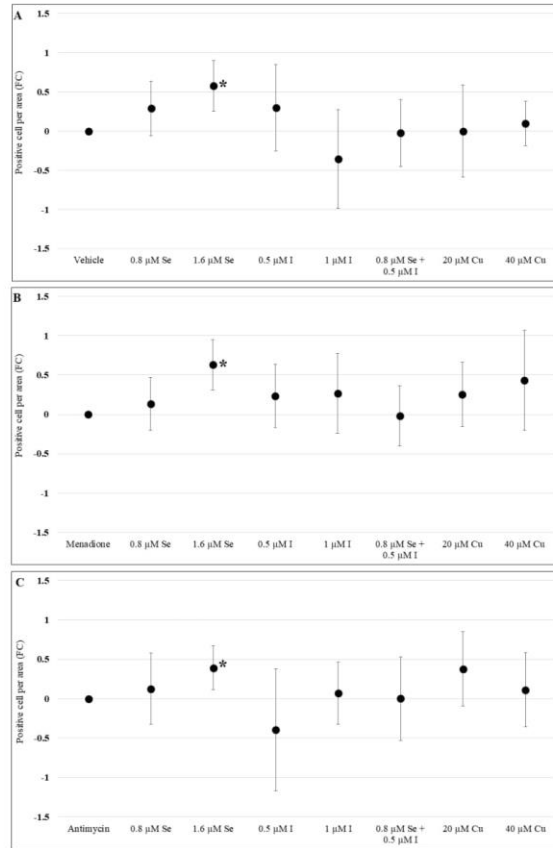 A
Positive cell per area (FC)
1.5
1
0.5
0
-0.5
-1
-1.5
Vehicle 0.8 µM Se 1.6 µM Se 0.5 µM I 1 µM I 0.8 µM Se + 20 µM Cu 40 µM Cu
0.5 µM I
*
B
Positive cell per area (FC)
1.5
1
0.5
0
-0.5
-1
-1.5
Menadione 0.8 µM Se 1.6 µM Se 0.5 µM I 1 µM I 0.8 µM Se + 20 µM Cu 40 µM Cu
0.5 µM I
*
C
Positive cell per area (FC)
1.5
1
0.5
0
-0.5
-1
-1.5
Antimycin 0.8 µM Se 1.6 µM Se 0.5 µM I 1 µM I 0.8 µM Se + 20 µM Cu 40 µM Cu
0.5 µM I
*